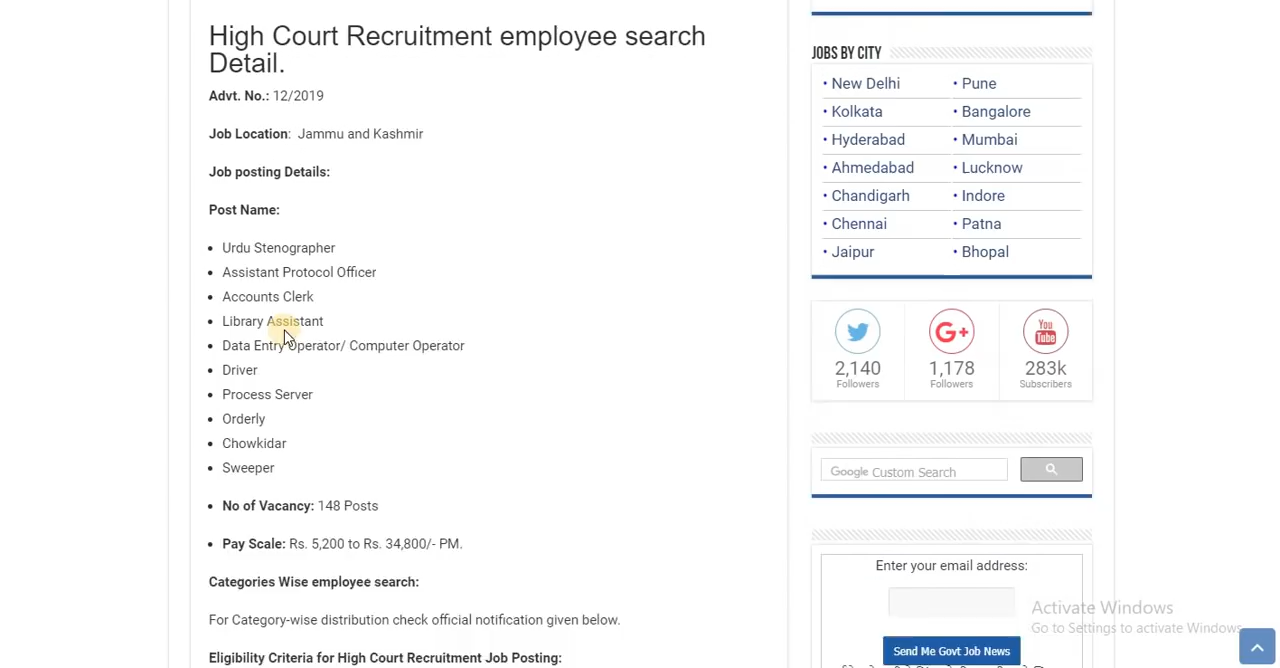 High Court Recruitment employee search
Detail.
Advt. No.: 12/2019
Job Location:  Jammu and Kashmir
Job posting Details:
Post Name:
• Urdu Stenographer
• Assistant Protocol Officer
• Accounts Clerk
• Library Assistant
• Data Entry Operator/ Computer Operator
• Driver
• Process Server
• Orderly
• Chowkidar
• Sweeper
• No of Vacancy: 148 Posts
• Pay Scale: Rs. 5,200 to Rs. 34,800/- PM.
Categories Wise employee search:
For Category-wise distribution check official notification given below.
Eligibility Criteria for High Court Recruitment Job Posting:
JOBS BY CITY
• New Delhi • Pune
• Kolkata • Bangalore
• Hyderabad • Mumbai
• Ahmedabad • Lucknow
• Chandigarh • Indore
• Chennai • Patna
• Jaipur • Bhopal
G+ You Tube
2,140 1,178 283k
Followers Followers Subscribers
Google Custom Search
Enter your email address:
Send Me Govt Job News
Activate Windows
Go to Settings to activate Windows.